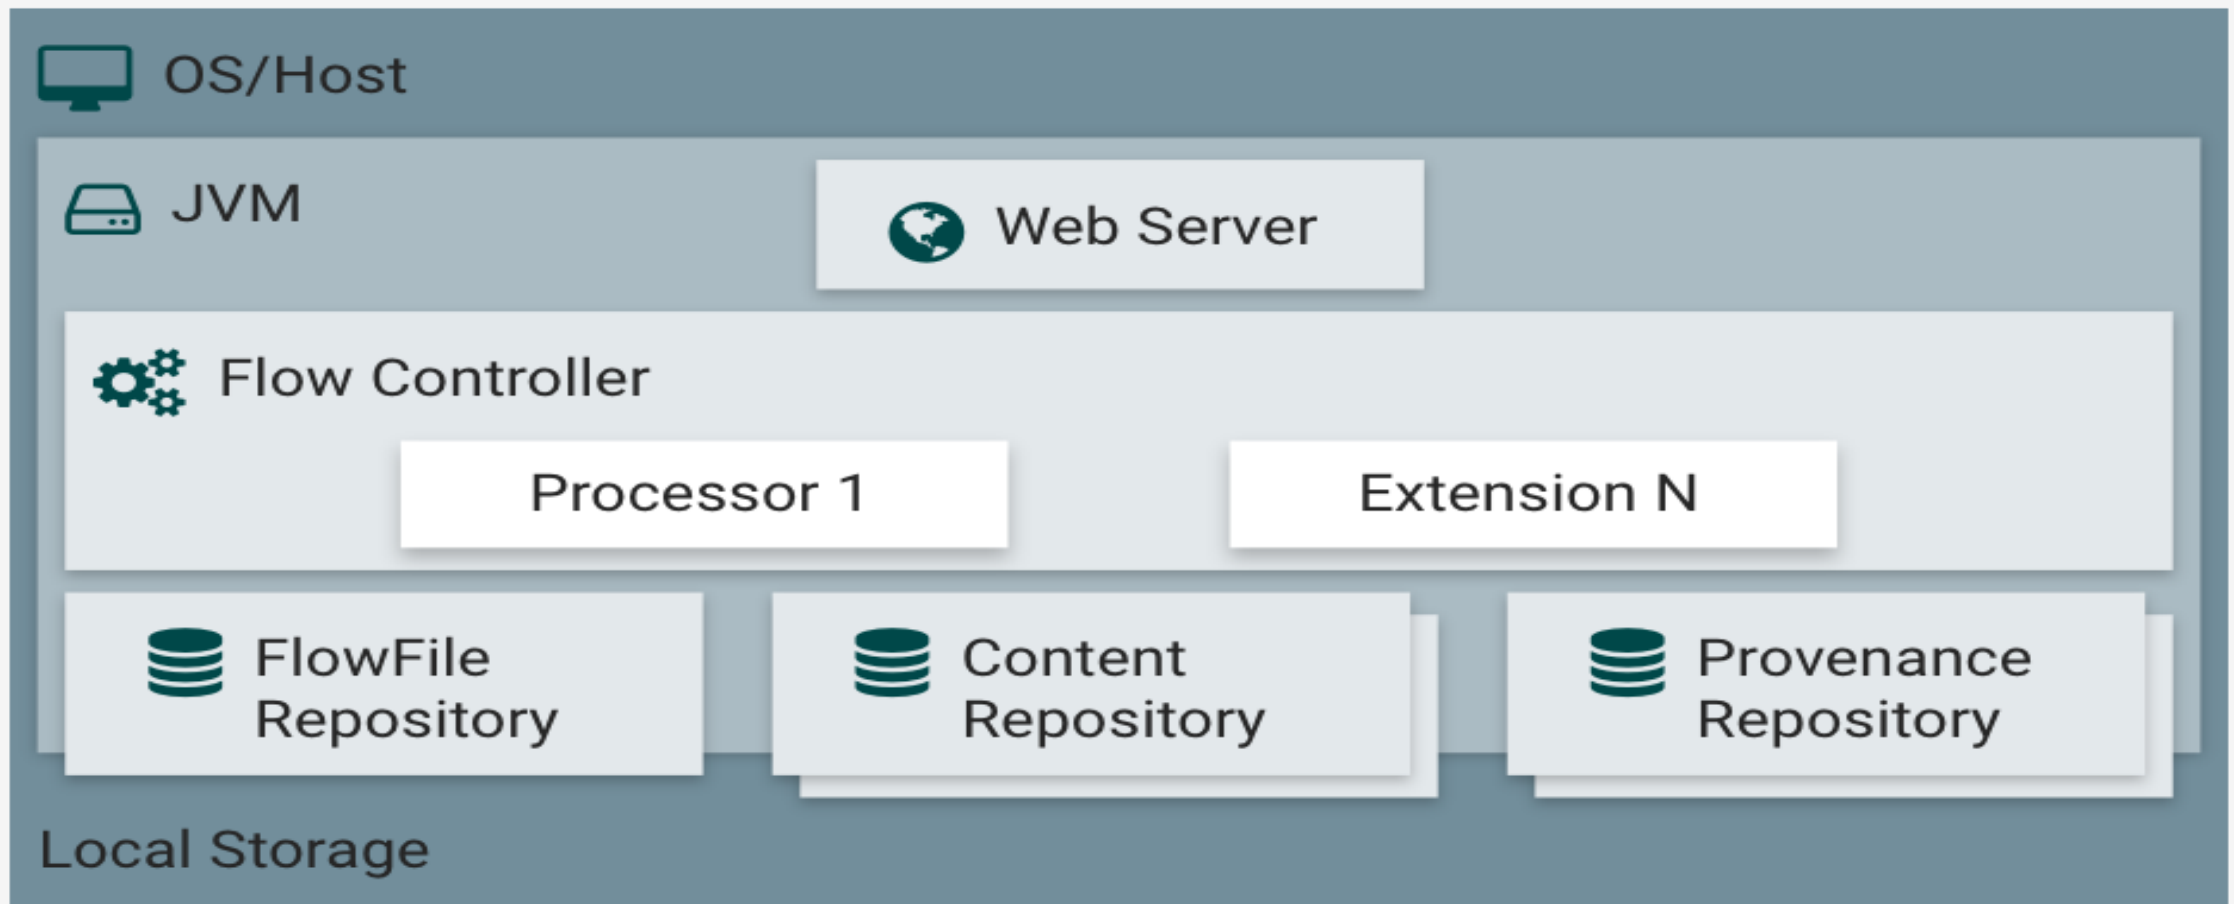 OS/Host
JVM
Web Server
Flow Controller
Processor 1
Extension N
FlowFile
Repository
Content
Repository
Provenance
Repository
Local Storage